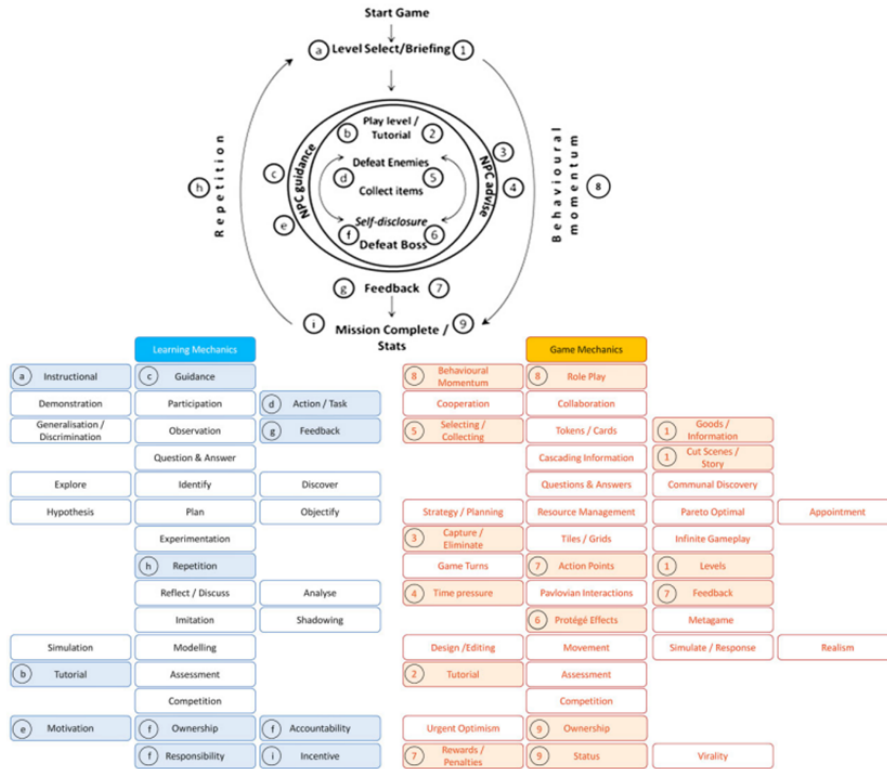 Start Game
a Level Select/Briefing 1
Play level /
b Tutorial 2
3
Defeat Enemies
c d 5 4
Collect items
NPC guidance
NPC advise
Repetition
h
Behavioural
momentum
8
e Self-disclosure
f 6
Defeat Boss
g Feedback 7
i Mission Complete / 9
Stats
Learning Mechanics
Game Mechanics
a Instructional
c Guidance
8 Behavioural
Momentum
8 Role Play
Demonstration
Participation
d Action / Task
Cooperation
Collaboration
Generalisation /
Discrimination
Observation
g Feedback
5 Selecting /
Collecting
Tokens / Cards
1 Goods /
Information
Question & Answer
Cascading Information
1 Cut Scenes /
Story
Explore
Identify
Discover
Questions & Answers
Communal Discovery
Hypothesis
Plan
Objectify
Strategy / Planning
Resource Management
Pareto Optimal
Appointment
Experimentation
3 Capture /
Eliminate
Tiles / Grids
Infinite Gameplay
h Repetition
Game Turns
7 Action Points
1 Levels
Reflect / Discuss
Analyse
4 Time pressure
Pavlovian Interactions
7 Feedback
Imitation
Shadowing
6 Protégé Effects
Metagame
Simulation
Modelling
Design /Editing
Movement
Simulate / Response
Realism
b Tutorial
Assessment
2 Tutorial
Assessment
Competition
Competition
e Motivation
f Ownership
f Accountability
Urgent Optimism
9 Ownership
f Responsibility
i Incentive
7 Rewards /
Penalties
9 Status
Virality